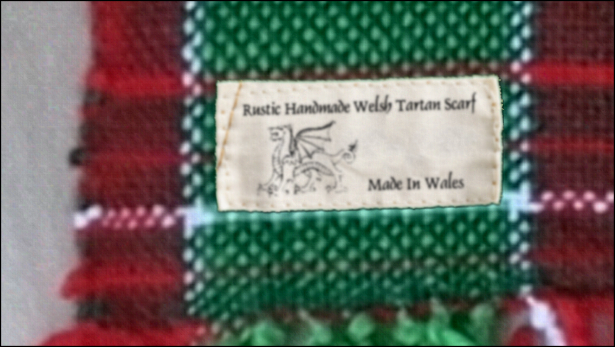 Rustic Handmade Welsh Tartan Scarf
Made In Wales